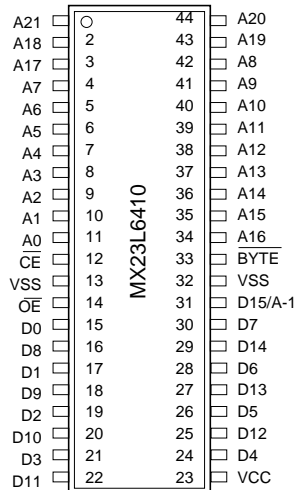 A21 44 A20
A18 2 43 A19
A17 3 42 A8
A7 4 41 A9
A6 5 40 A10
A5 6 39 A11
A4 7 38 A12
A3 8 37 A13
A2 9 36 A14
A1 10 35 A15
A0 11 34 A16
CE 12 33 BYTE
VSS 13 32 VSS
OE 14 31 D15/A-1
D0 15 30 D7
D8 16 29 D14
D1 17 28 D6
D9 18 27 D13
D2 19 26 D5
D10 20 25 D12
D3 21 24 D4
D11 22 23 VCC
MX23L6410